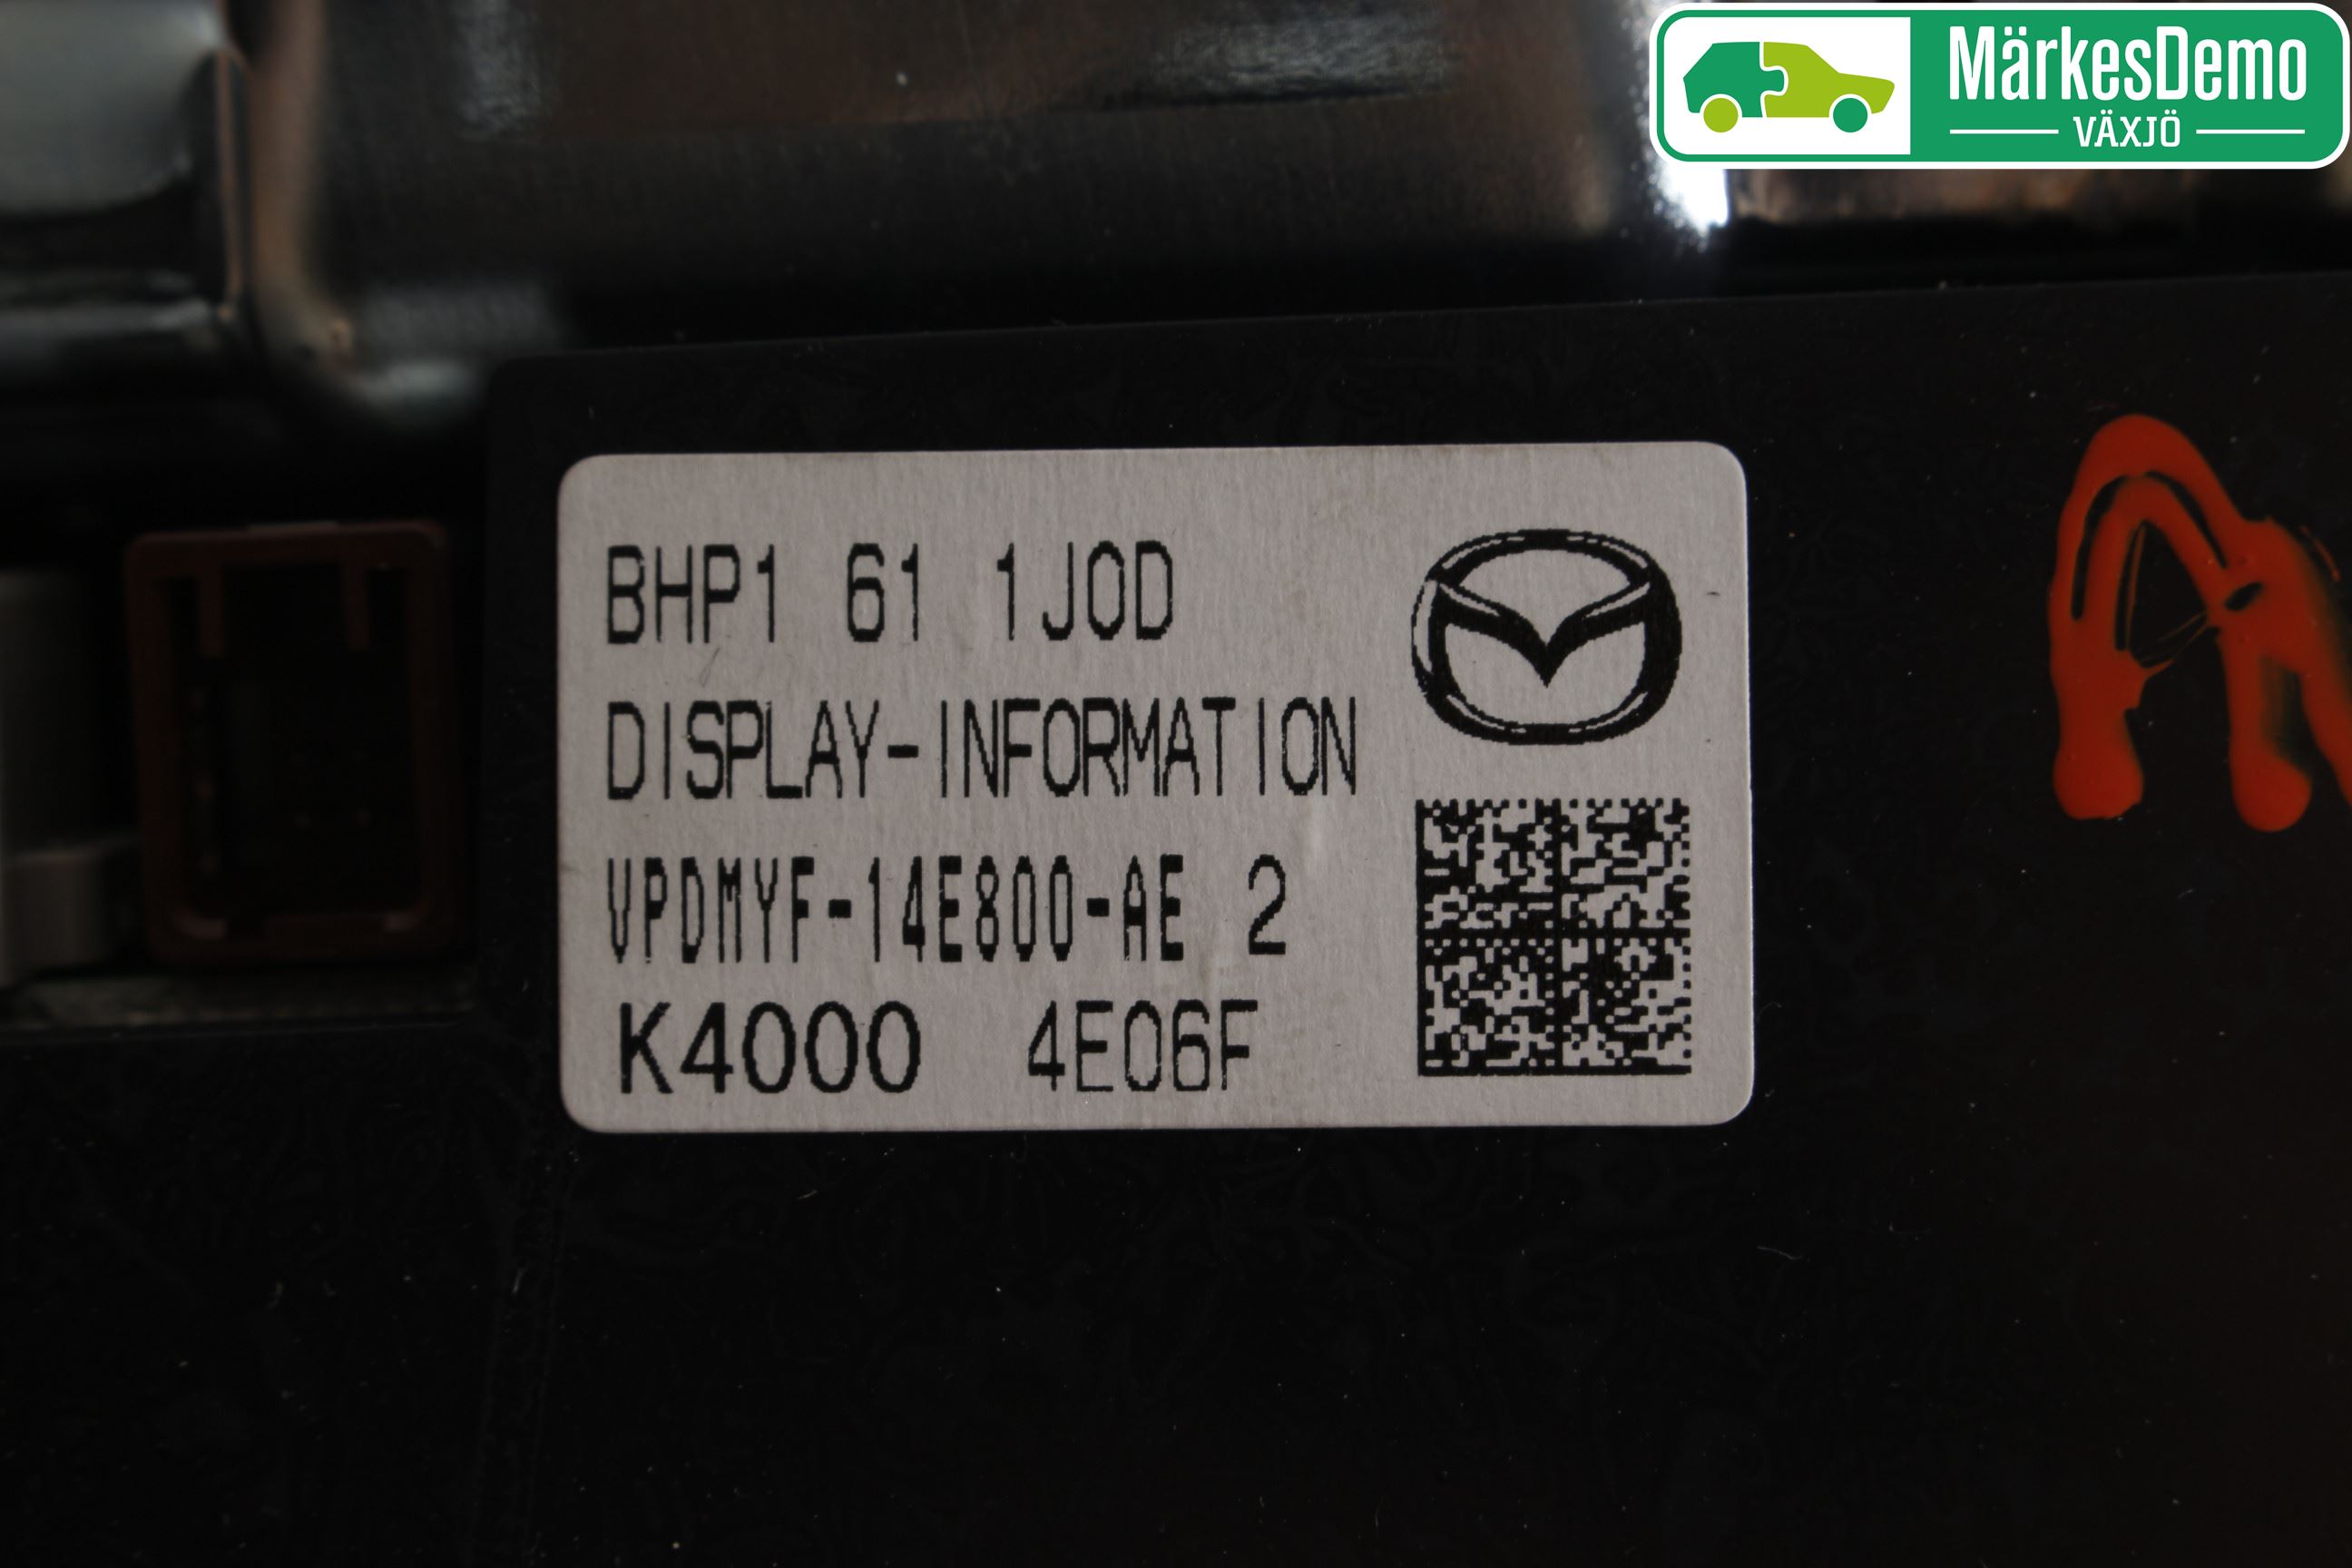 MärkesDemo
VÄXJÖ
BHP1 61 1J0D
DISPLAY-INFORMATION
VPDMYF-14E800-AE 2
K4000 4E06F
A